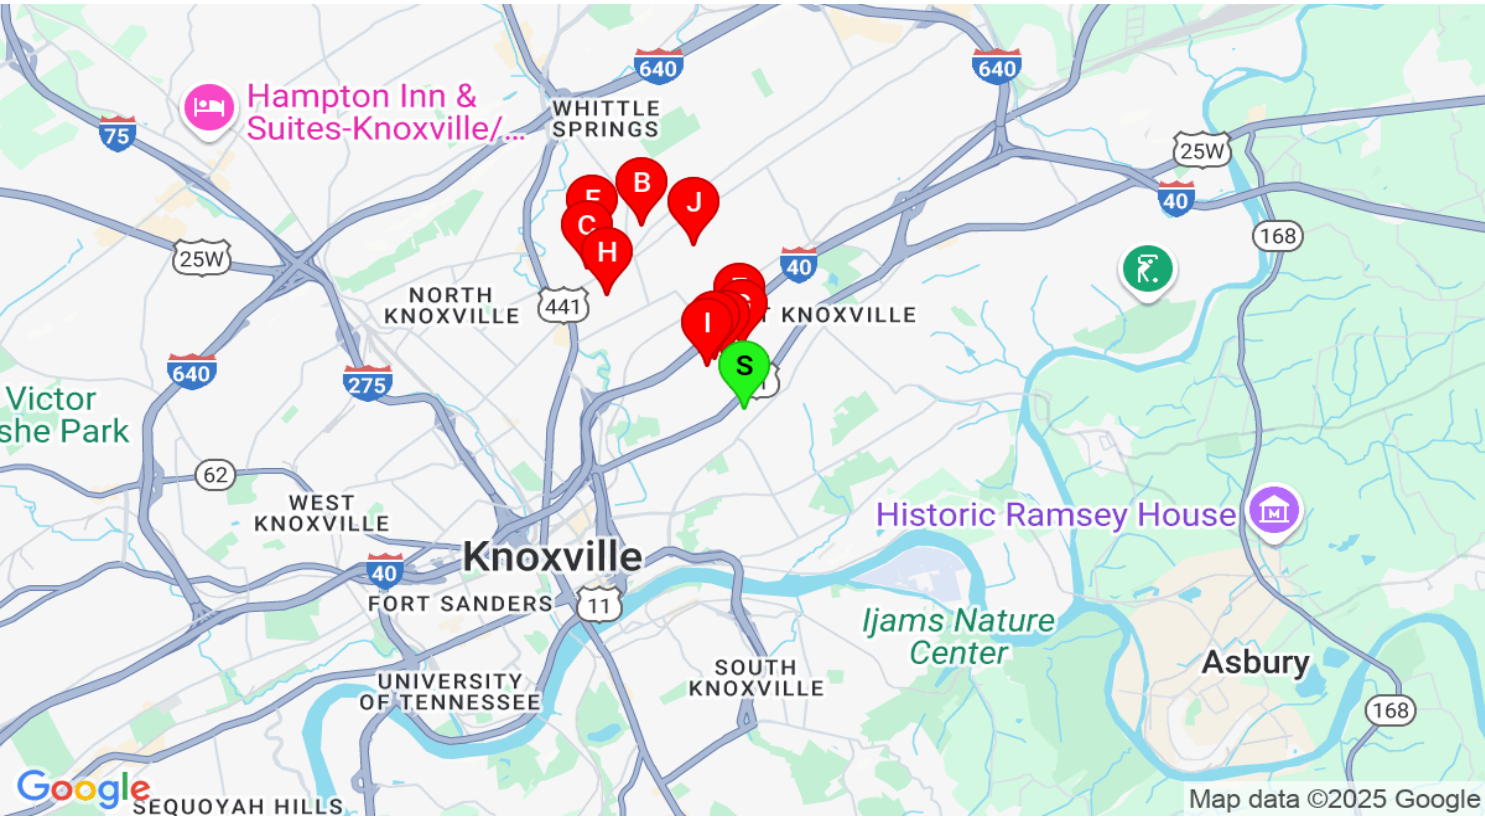 640
640
Hampton Inn &
Suites-Knoxville/...
WHITTLE
SPRINGS
75
25W
B
J
40
C
168
H
25W
40
NORTH
KNOXVILLE
441
I
KNOXVILLE
S
640
275
Victor
she Park
62
WEST
KNOXVILLE
Historic Ramsey House
Knoxville
40
FORT SANDERS
11
Ijams Nature
Center
Asbury
SOUTH
KNOXVILLE
UNIVERSITY
OF TENNESSEE
168
Google
SEQUOYAH HILLS
Map data ©2025 Google